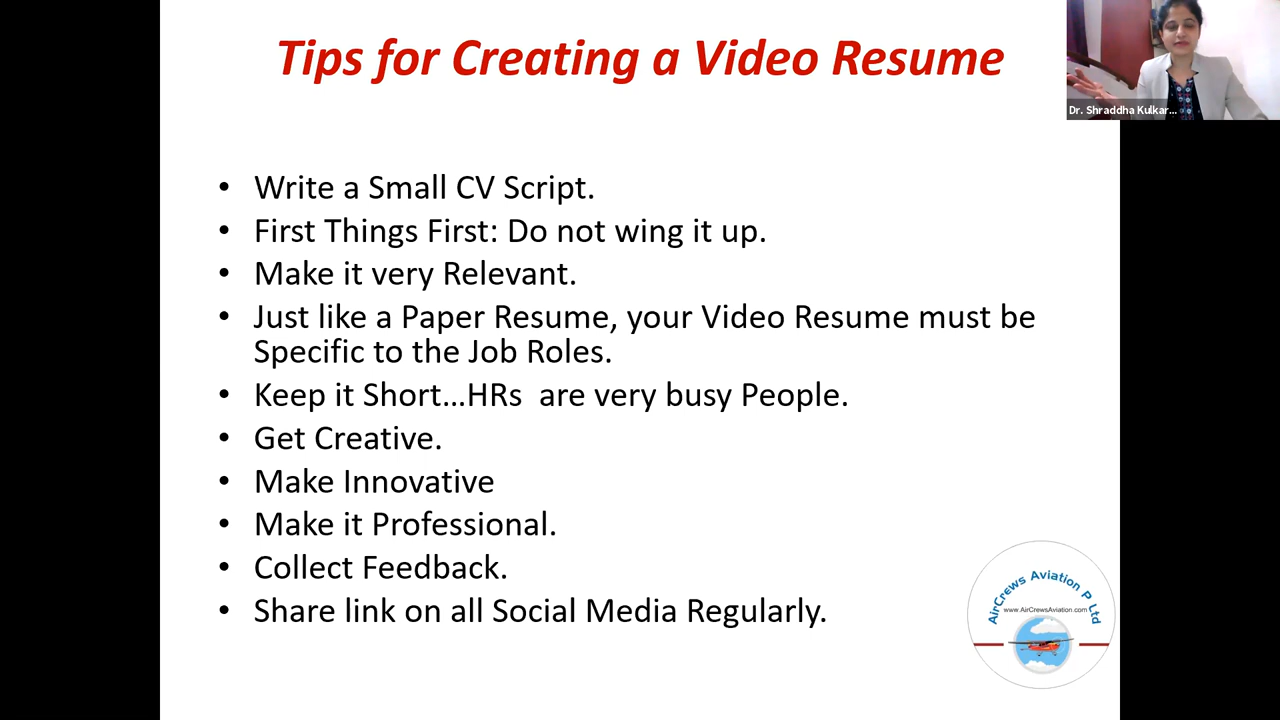 Tips for Creating a Video Resume
Dr. Shraddha Kulkar...
• Write a Small CV Script.
• First Things First: Do not wing it up.
• Make it very Relevant.
• Just like a Paper Resume, your Video Resume must be
Specific to the Job Roles.
• Keep it Short...HRs  are very busy People.
• Get Creative.
• Make Innovative
• Make it Professional.
• Collect Feedback.
• Share link on all Social Media Regularly.
AirCrews Aviation P Ltd
www.AirCrewsAviation.com